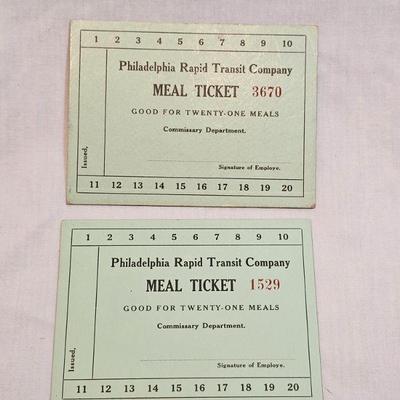 1 2 3 4 5 6 7 8 9 10
Philadelphia Rapid Transit Company
MEAL TICKET 3670
GOOD FOR TWENTY-ONE MEALS
Commissary Department.
Issued,
Signature of Employe.
11 12 13 14 15 16 17 18 19 20
1 2 3 4 5 6 7 8 9 10
Philadelphia Rapid Transit Company
MEAL TICKET 1529
GOOD FOR TWENTY-ONE MEALS
Commissary Department.
Issued,
Signature of Employe.
11 12 13 14 15 16 17 18 19 20